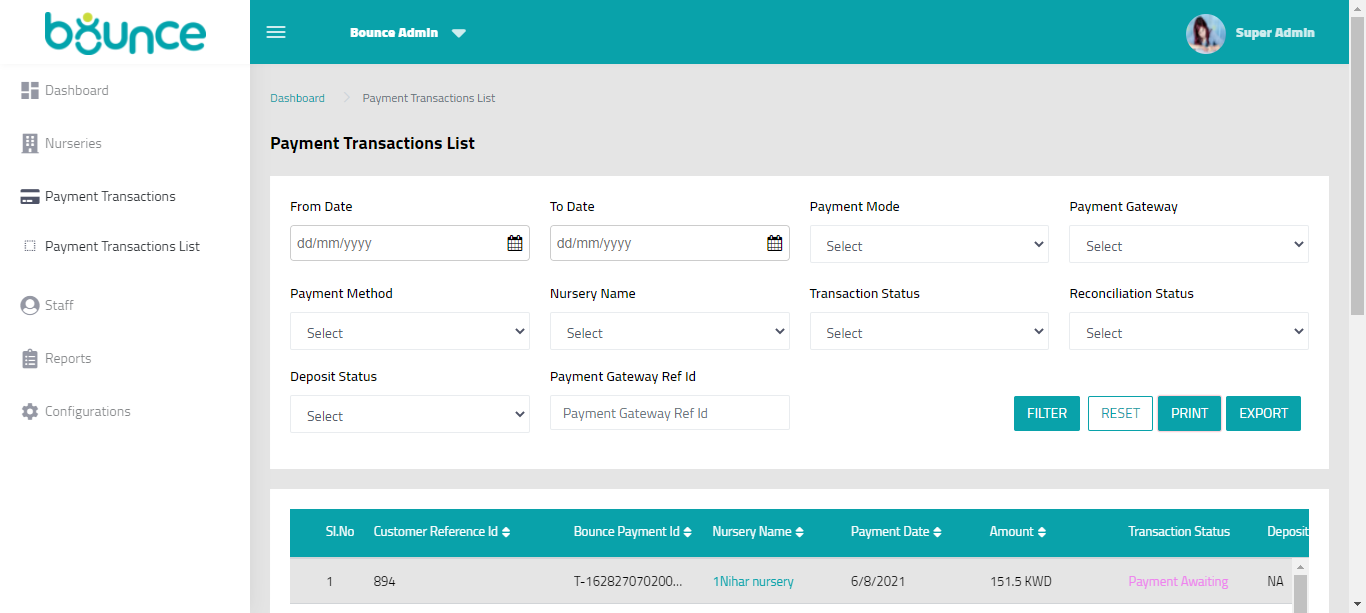 bounce
Bounce Admin
Super Admin
Dashboard
Nurseries
Payment Transactions
Payment Transactions List
Staff
Reports
Configurations
Dashboard Payment Transactions List
Payment Transactions List
From Date To Date Payment Mode Payment Gateway
dd/mm/yyyy dd/mm/yyyy Select Select
Payment Method Nursery Name Transaction Status Reconciliation Status
Select Select Select Select
Deposit Status Payment Gateway Ref Id
Select Payment Gateway Ref Id FILTER RESET PRINT EXPORT
Sl.No Customer Reference Id Bounce Payment Id Nursery Name Payment Date Amount Transaction Status Deposit
1 894 T-162827070200... 1Nihar nursery 6/8/2021 151.5 KWD Payment Awaiting NA